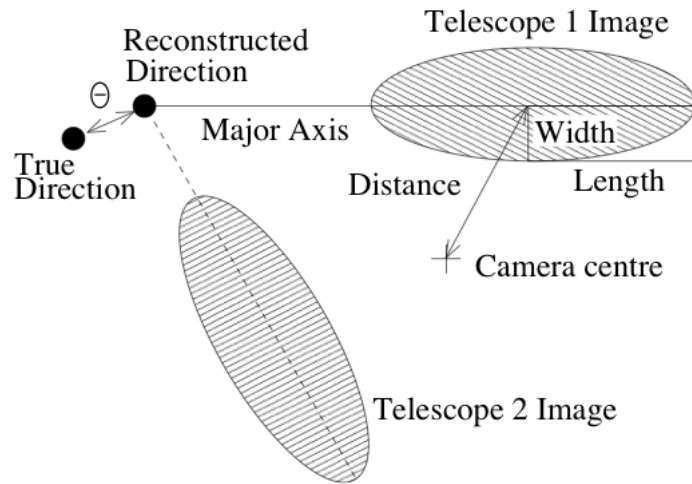 Telescope 1 Image
Reconstructed
Direction
Θ
Major Axis
Width
True
Direction
Distance
Length
Camera centre
Telescope 2 Image